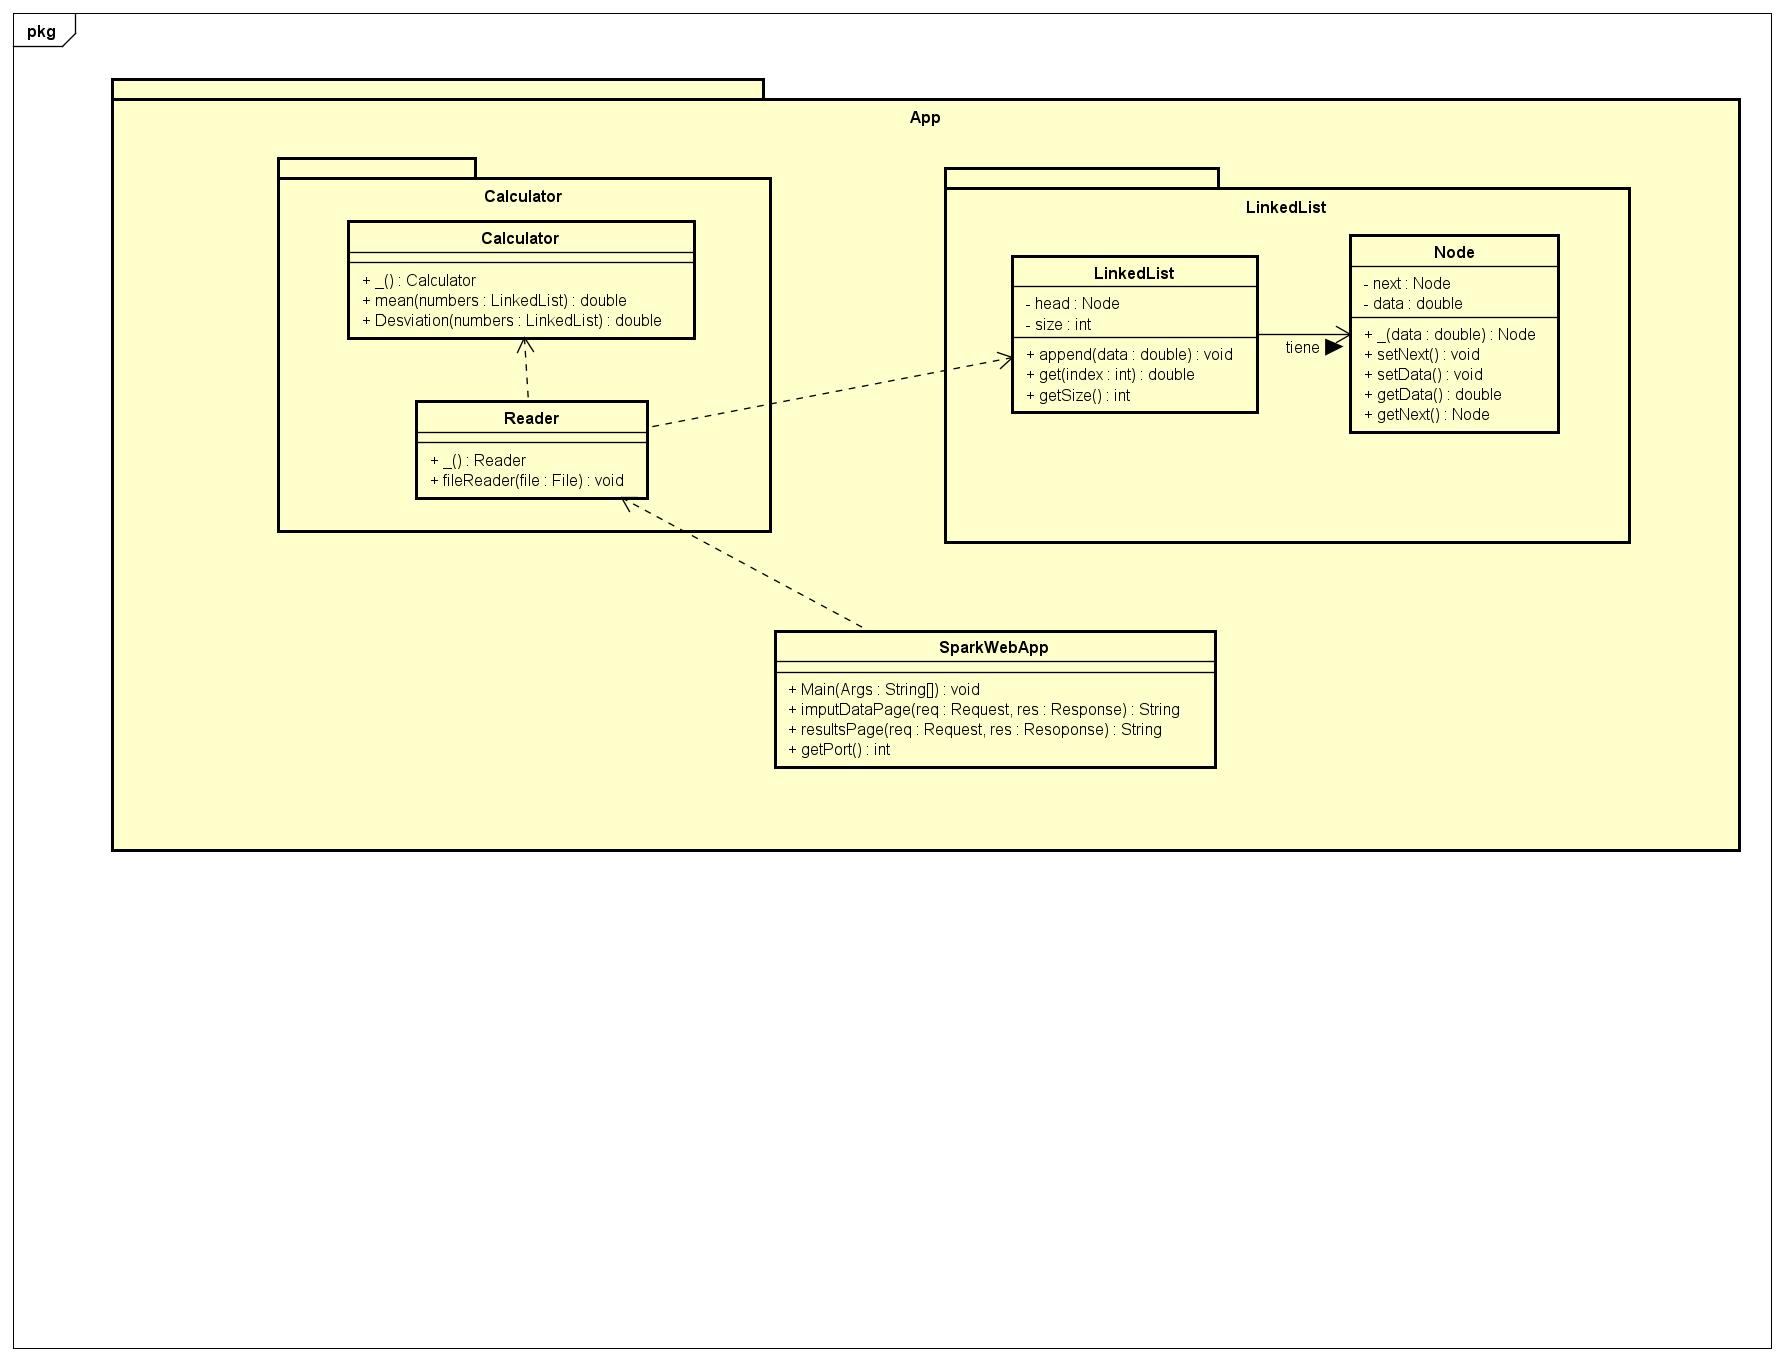 pkg
App
Calculator
Calculator
+ _() : Calculator
+ mean(numbers : LinkedList) : double
+ Desviation(numbers : LinkedList) : double
Reader
+ _() : Reader
+ fileReader(file : File) : void
LinkedList
LinkedList
- head : Node
- size : int
+ append(data : double) : void
+ get(index : int) : double
+ getSize() : int
tiene
Node
- next : Node
- data : double
+ _(data : double) : Node
+ setNext() : void
+ setData() : void
+ getData() : double
+ getNext() : Node
SparkWebApp
+ Main(Args : String[]) : void
+ imputDataPage(req : Request, res : Response) : String
+ resultsPage(req : Request, res : Resoponse) : String
+ getPort() : int